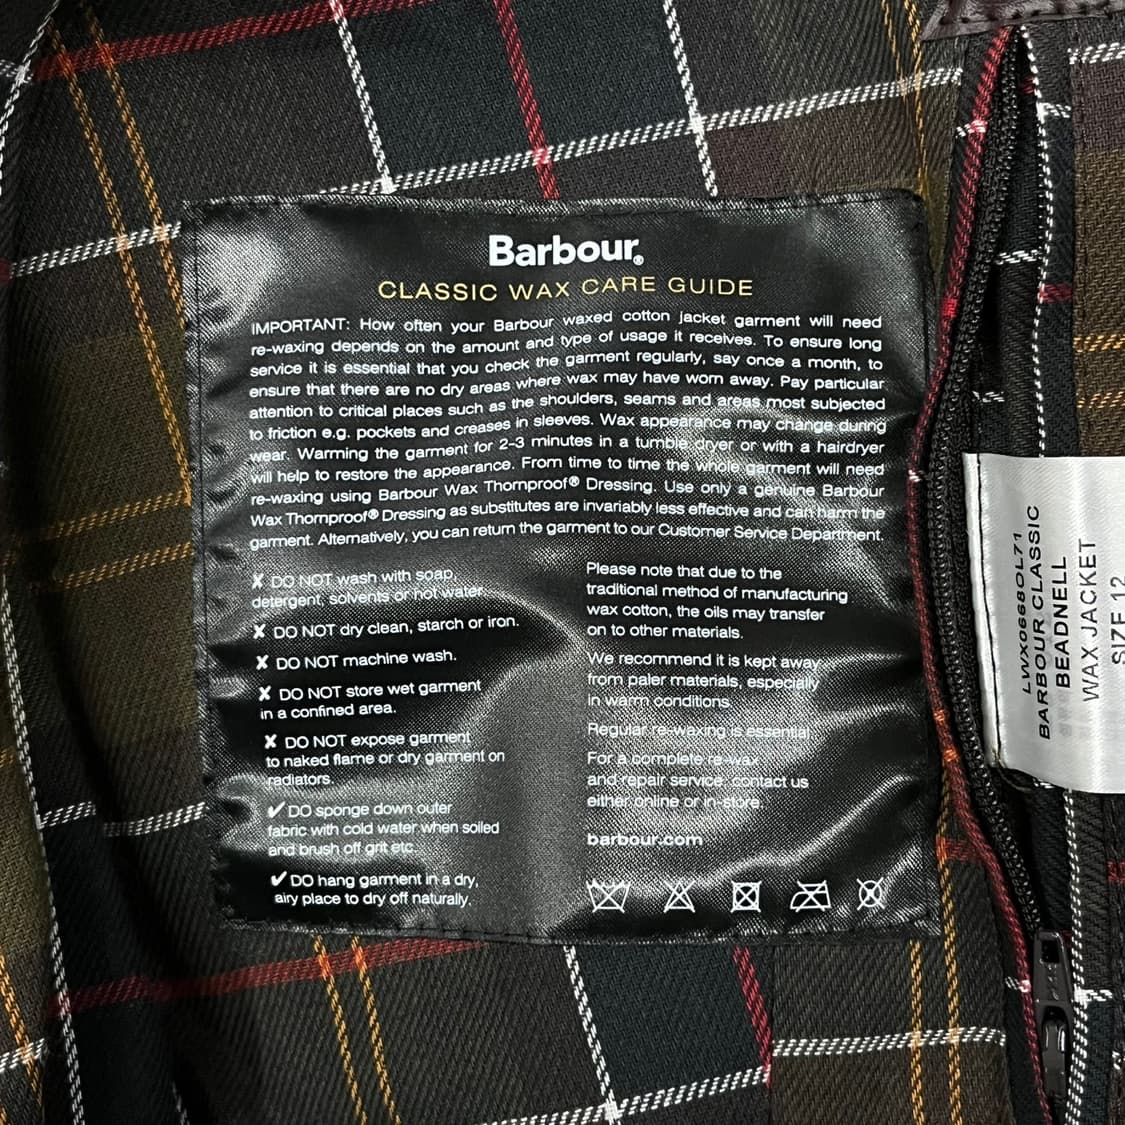 Barbour®
CLASSIC WAX CARE GUIDE
IMPORTANT: How often your Barbour waxed cotton jacket garment will need
re-waxing depends on the amount and type of usage it receives. To ensure long
service it is essential that you check the garment regularly, say once a month, to
ensure that there are no dry areas where wax may have worn away. Pay particular
attention to critical places such as the shoulders, seams and areas most subjected
to friction e.g. pockets and creases in sleeves. Wax appearance may change during
wear. Warming the garment for 2-3 minutes in a tumble dryer or with a hairdryer
will help to restore the appearance. From time to time the whole garment will need
re-waxing using Barbour Wax Thornproof® Dressing. Use only a genuine Barbour
Wax Thornproof® Dressing as substitutes are invariably less effective and can harm the
garment. Alternatively, you can return the garment to our Customer Service Department.
✗ DO NOT wash with soap,
detergent, solvents or hot water
✗ DO NOT dry clean, starch or iron.
✗ DO NOT machine wash.
✗ DO NOT store wet garment
in a confined area.
✗ DO NOT expose garment
to naked flame or dry garment on
radiators.
✔ DO sponge down outer
fabric with cold water when soiled
and brush off grit etc.
✔ DO hang garment in a dry,
airy place to dry off naturally.
Please note that due to the
traditional method of manufacturing
wax cotton, the oils may transfer
on to other materials.
We recommend it is kept away
from paler materials, especially
in warm conditions.
Regular re-waxing is essential
For a complete re-wax
and repair service, contact us
either online or in-store.
barbour.com
LWX0668OL71
BARBOUR CLASSIC
BEADNELL
WAX JACKET
SIZE 12